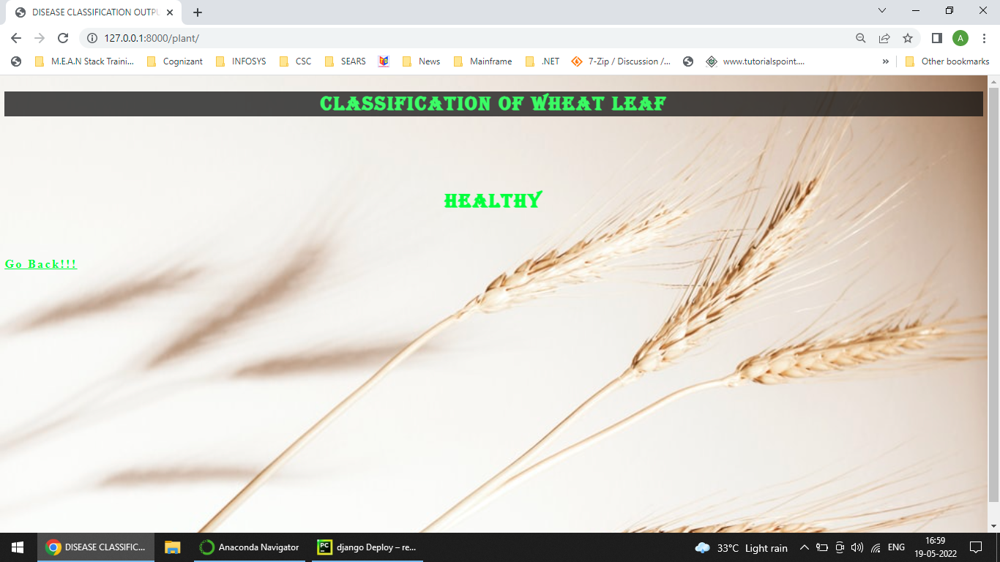 DISEASE CLASSIFICATION OUTPU
127.0.0.1:8000/plant/
A
M.E.A.N Stack Traini...
Cognizant
INFOSYS
CSC
SEARS
News
Mainframe
.NET
7-Zip / Discussion /...
www.tutorialspoint....
»
Other bookmarks
CLASSIFICATION OF WHEAT LEAF
HEALTHY
Go Back!!!
DISEASE CLASSIFIC...
Anaconda Navigator
PC
django Deploy – re...
33°C Light rain
ENG
16:59
19-05-2022